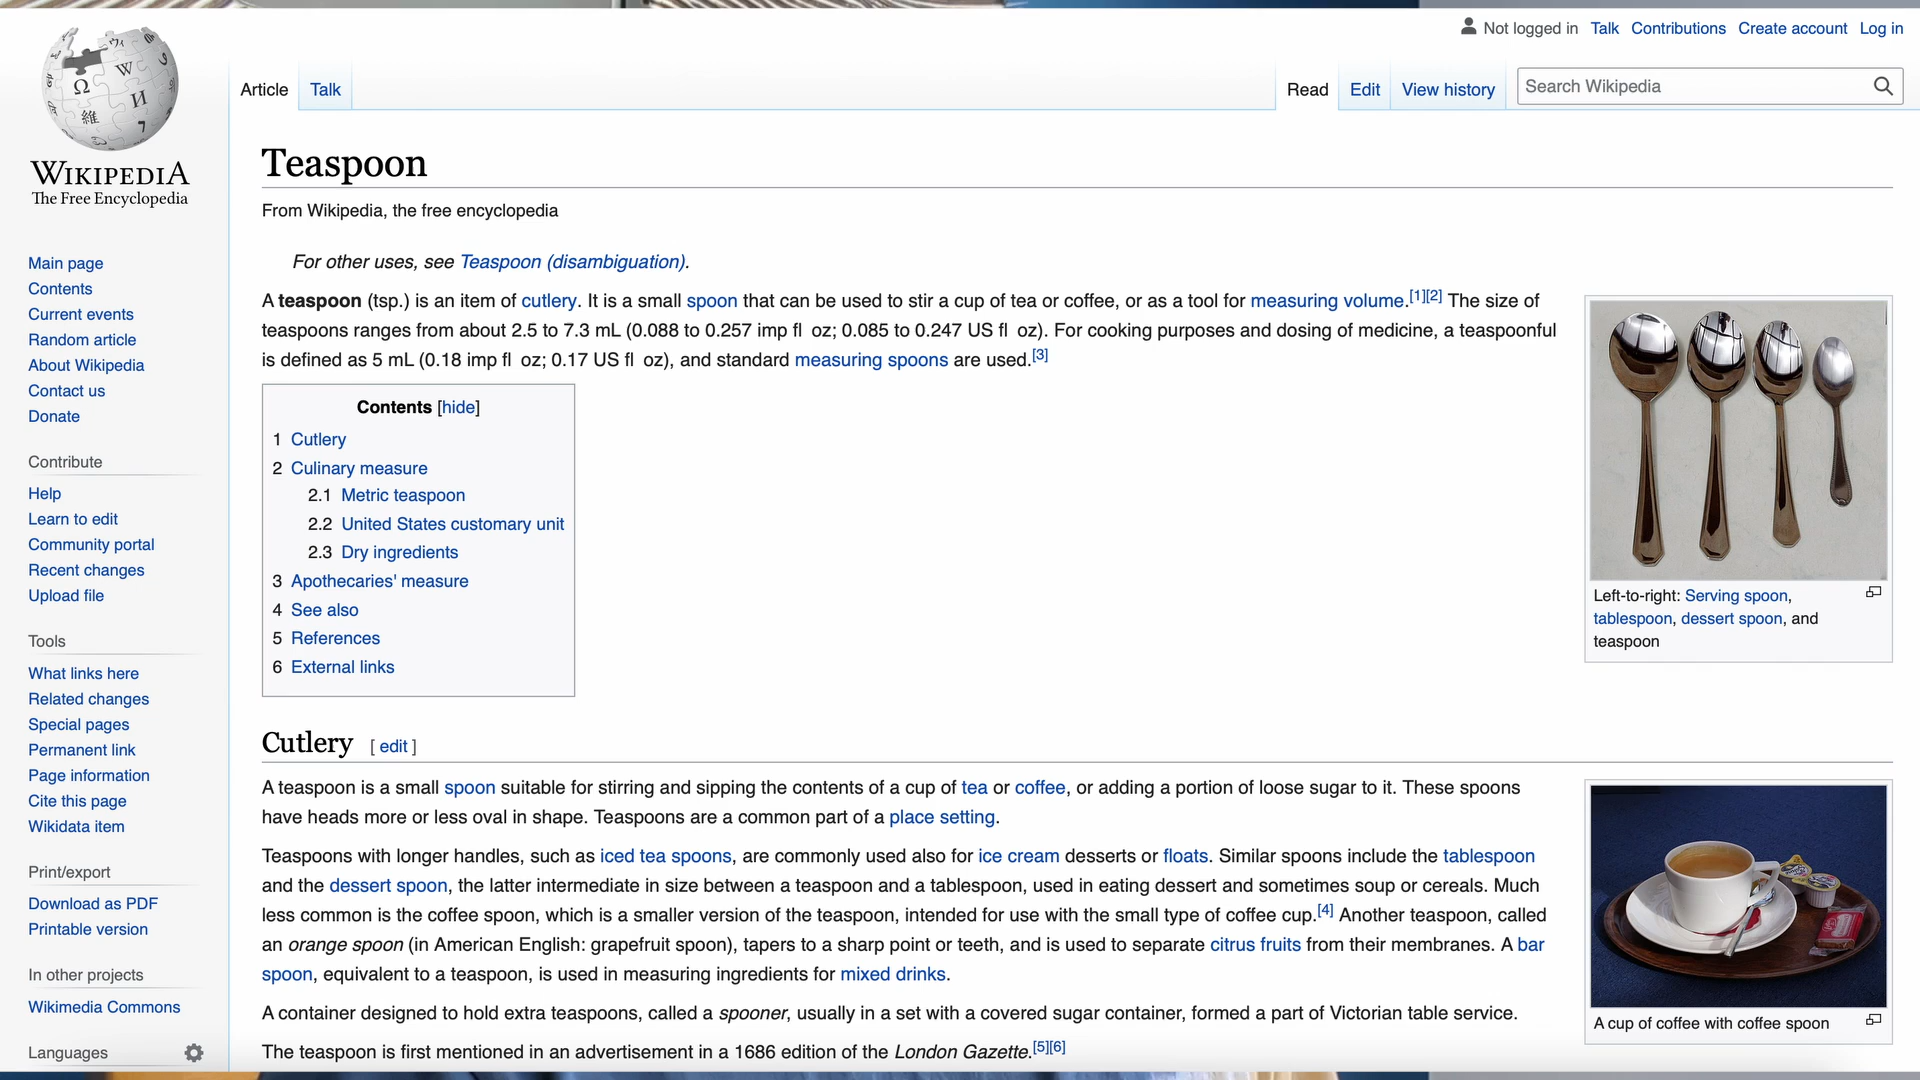 Not logged in Talk Contributions Create account Log in
Article Talk Read Edit View history Search Wikipedia
WIKIPEDIA
The Free Encyclopedia
Main page
Contents
Current events
Random article
About Wikipedia
Contact us
Donate
Contribute
Help
Learn to edit
Community portal
Recent changes
Upload file
Tools
What links here
Related changes
Special pages
Permanent link
Page information
Cite this page
Wikidata item
Print/export
Download as PDF
Printable version
In other projects
Wikimedia Commons
Languages
Teaspoon
From Wikipedia, the free encyclopedia
For other uses, see Teaspoon (disambiguation).
A teaspoon (tsp.) is an item of cutlery. It is a small spoon that can be used to stir a cup of tea or coffee, or as a tool for measuring volume.[1][2] The size of
teaspoons ranges from about 2.5 to 7.3 mL (0.088 to 0.257 imp fl oz; 0.085 to 0.247 US fl oz). For cooking purposes and dosing of medicine, a teaspoonful
is defined as 5 mL (0.18 imp fl oz; 0.17 US fl oz), and standard measuring spoons are used.[3]
Contents [hide]
1 Cutlery
2 Culinary measure
2.1 Metric teaspoon
2.2 United States customary unit
2.3 Dry ingredients
3 Apothecaries' measure
4 See also
5 References
6 External links
Left-to-right: Serving spoon,
tablespoon, dessert spoon, and
teaspoon
Cutlery [ edit ]
A teaspoon is a small spoon suitable for stirring and sipping the contents of a cup of tea or coffee, or adding a portion of loose sugar to it. These spoons
have heads more or less oval in shape. Teaspoons are a common part of a place setting.
Teaspoons with longer handles, such as iced tea spoons, are commonly used also for ice cream desserts or floats. Similar spoons include the tablespoon
and the dessert spoon, the latter intermediate in size between a teaspoon and a tablespoon, used in eating dessert and sometimes soup or cereals. Much
less common is the coffee spoon, which is a smaller version of the teaspoon, intended for use with the small type of coffee cup.[4] Another teaspoon, called
an orange spoon (in American English: grapefruit spoon), tapers to a sharp point or teeth, and is used to separate citrus fruits from their membranes. A bar
spoon, equivalent to a teaspoon, is used in measuring ingredients for mixed drinks.
A container designed to hold extra teaspoons, called a spooner, usually in a set with a covered sugar container, formed a part of Victorian table service.
The teaspoon is first mentioned in an advertisement in a 1686 edition of the London Gazette.[5][6]
A cup of coffee with coffee spoon